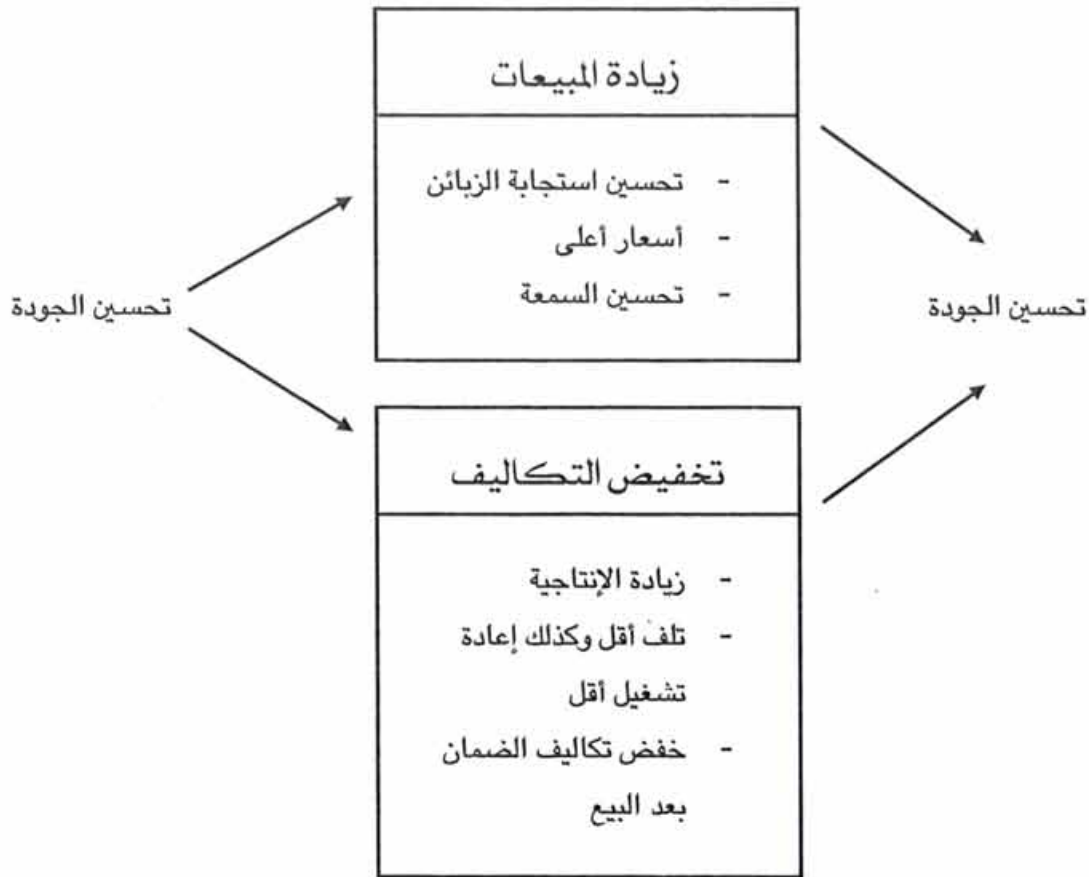 زيادة المبيعات
- تحسين استجابة الزبائن
- أسعار أعلى
- تحسين السمعة
تحسين الجودة
تحسين الجودة
تخفيض التكاليف
- زيادة الإنتاجية
- تلف أقل وكذلك إعادة
تشغيل أقل
- خفض تكاليف الضمان
بعد البيع